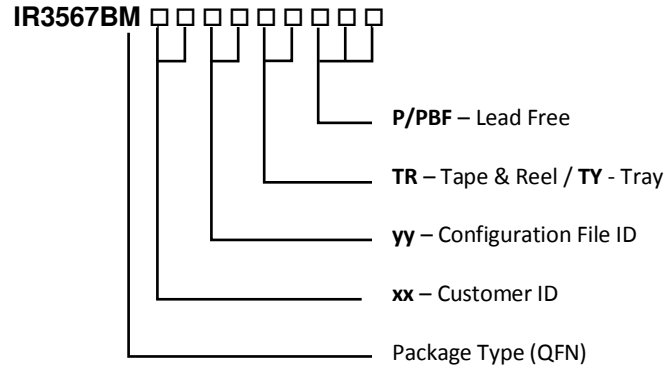 IR3567BM □ □ □ □ □ □ □ □ □
P/PBF – Lead Free
TR – Tape & Reel / TY - Tray
yy – Configuration File ID
xx – Customer ID
Package Type (QFN)